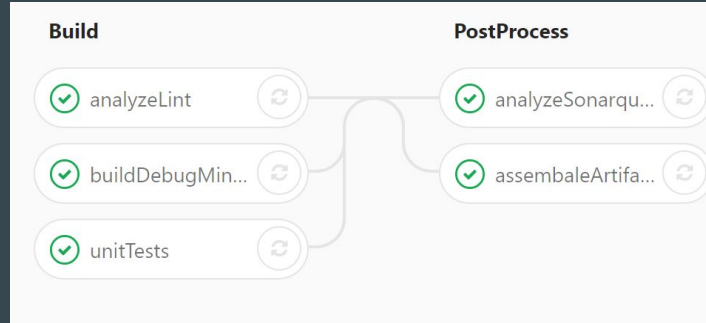 Build
PostProcess
analyzeLint
analyzeSonarqu...
buildDebugMin...
assembaleArtifa...
unitTests